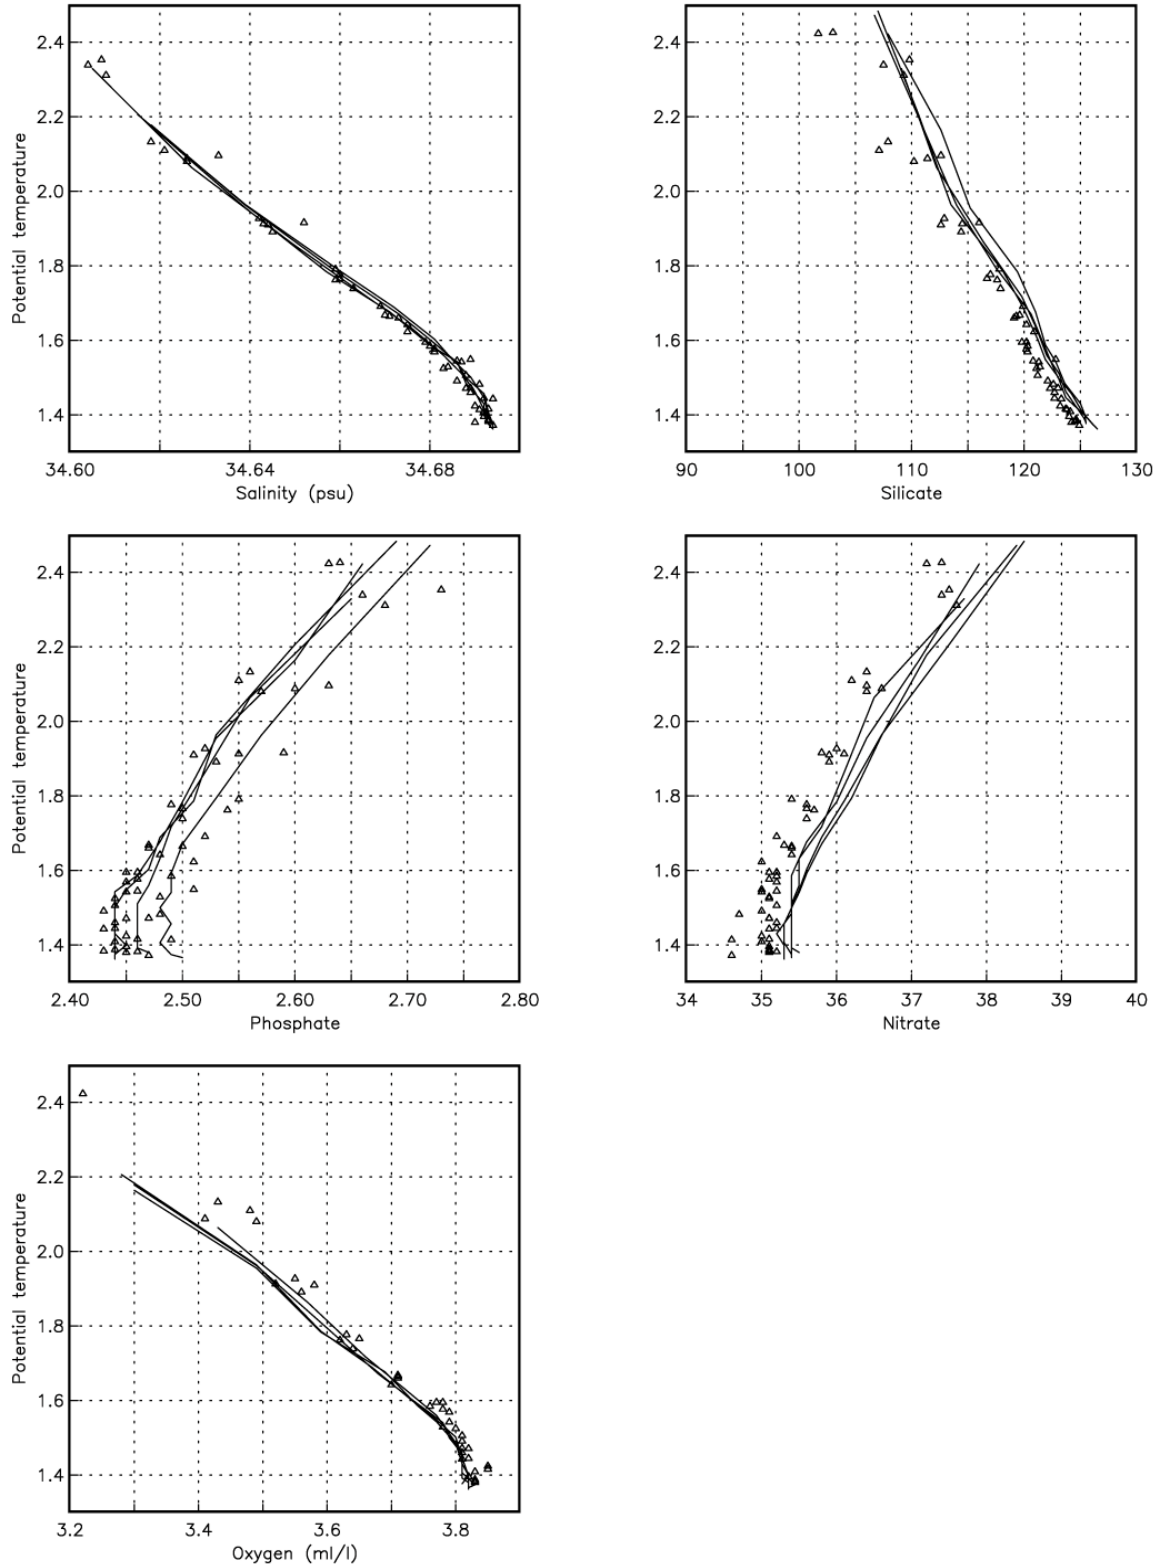 2.4
2.2
2.0
1.8
1.6
1.4
Potential temperature
34.60 34.64 34.68
Salinity (psu)
2.4
2.2
2.0
1.8
1.6
1.4
Potential temperature
90 100 110 120 130
Silicate
2.4
2.2
2.0
1.8
1.6
1.4
Potential temperature
2.40 2.50 2.60 2.70 2.80
Phosphate
2.4
2.2
2.0
1.8
1.6
1.4
Potential temperature
34 35 36 37 38 39 40
Nitrate
2.4
2.2
2.0
1.8
1.6
1.4
Potential temperature
3.2 3.4 3.6 3.8
Oxygen (ml/l)